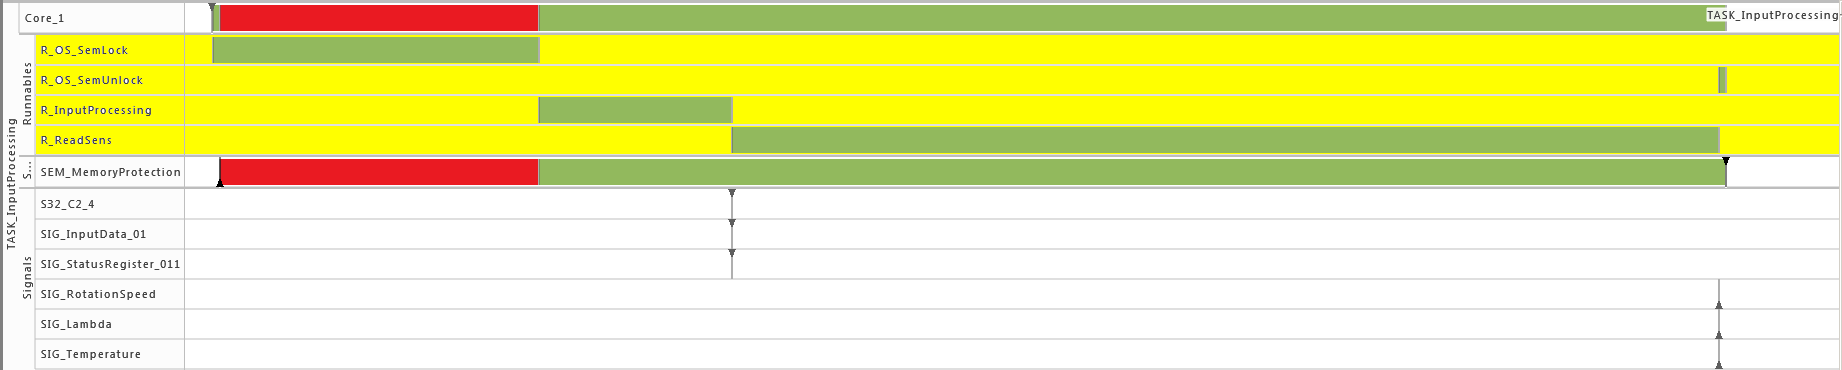 Core_1
TASK_InputProcessing
TASK_InputProcessing
Runnables
R_OS_SemLock
R_OS_SemUnlock
R_InputProcessing
R_ReadSens
S...
SEM_MemoryProtection
Signals
S32_C2_4
SIG_InputData_01
SIG_StatusRegister_011
SIG_RotationSpeed
SIG_Lambda
SIG_Temperature